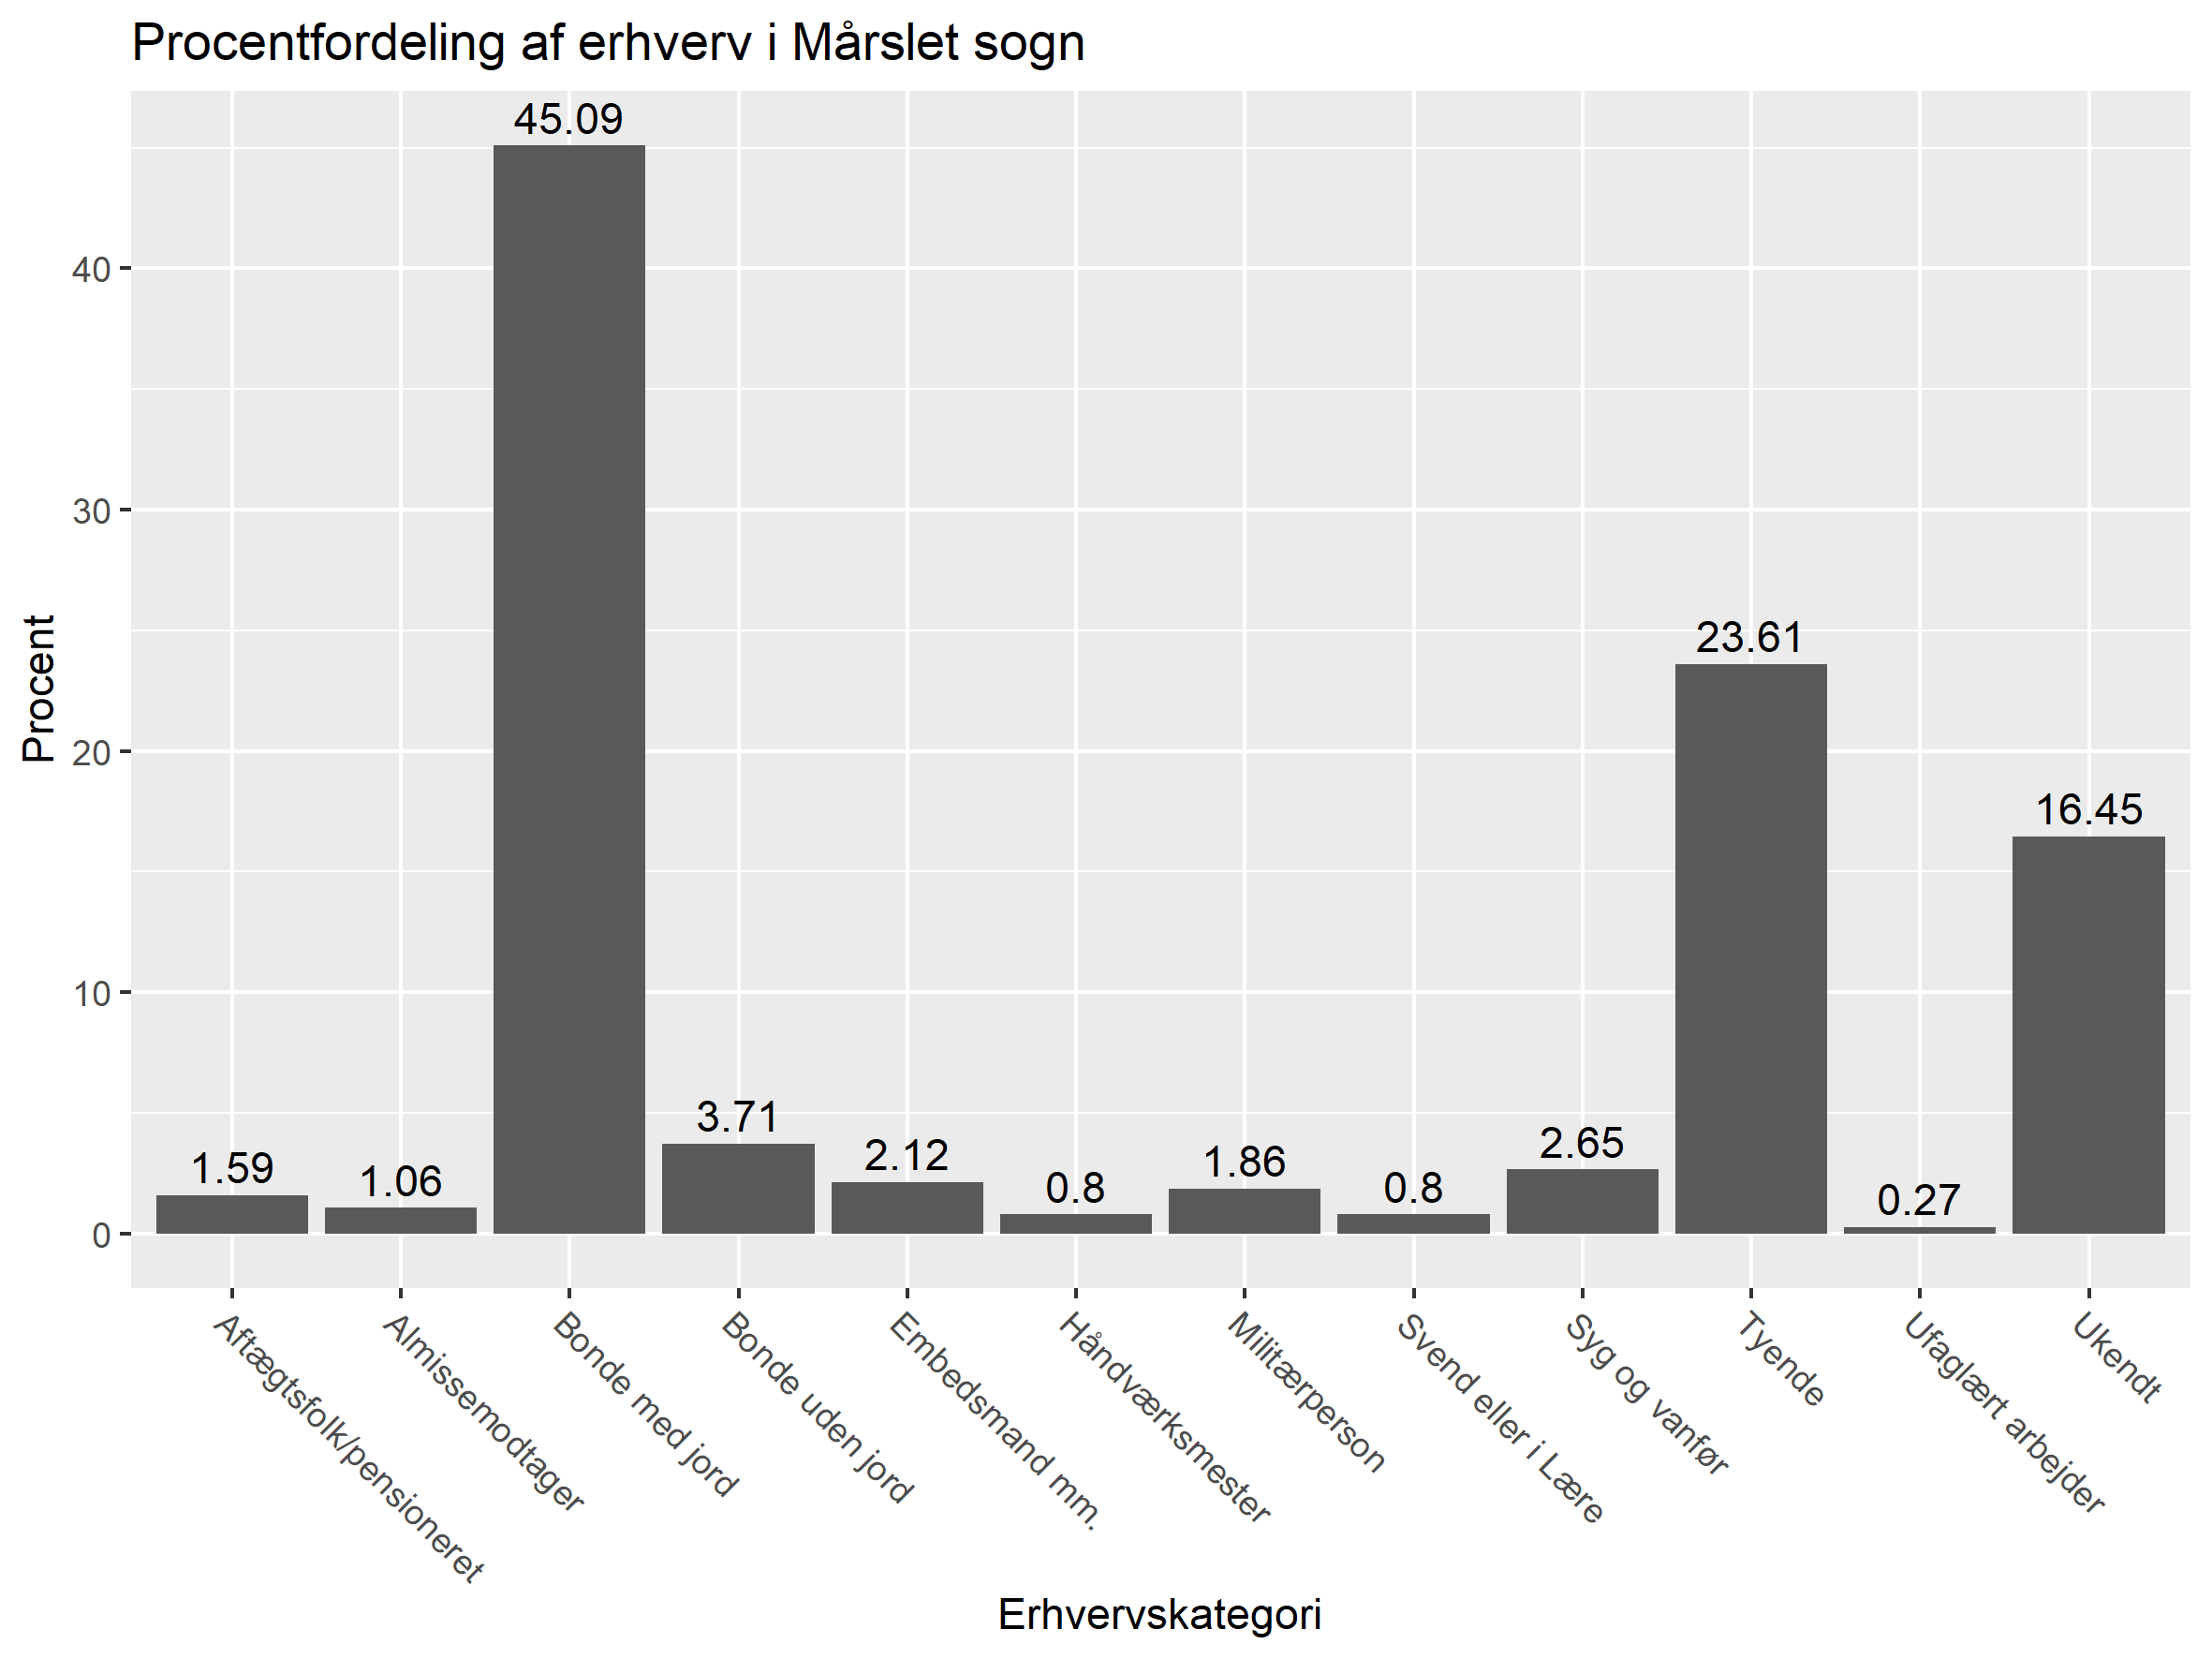 Procentfordeling af erhverv i Mårslet sogn
Procent
40
30
20
10
0
1.59
1.06
45.09
3.71
2.12
0.8
1.86
0.8
2.65
23.61
0.27
16.45
Aftægtsfolk/pensioneret
Almissemodtager
Bonde med jord
Bonde uden jord
Embedsmand mm.
Håndværksmester
Militærperson
Svend eller i Lære
Syg og vanfør
Tyende
Ufaglært arbejder
Ukendt
Erhvervskategori